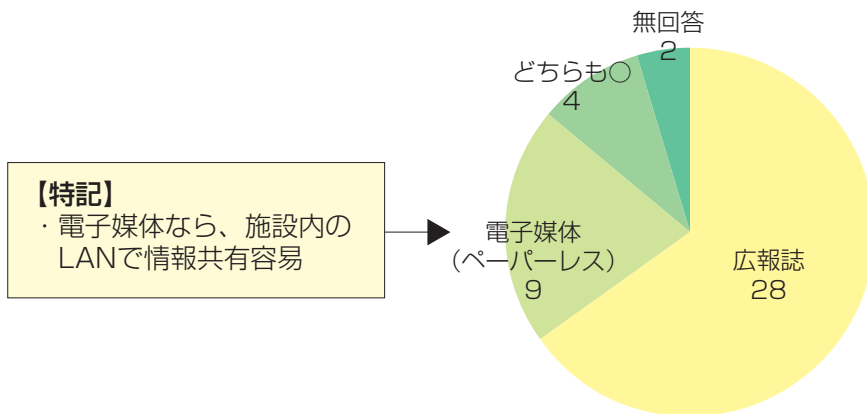 無回答
2
どちらも○
4
【特記】
・電子媒体なら、施設内の
LANで情報共有容易
電子媒体
（ペーパーレス）
9
広報誌
28